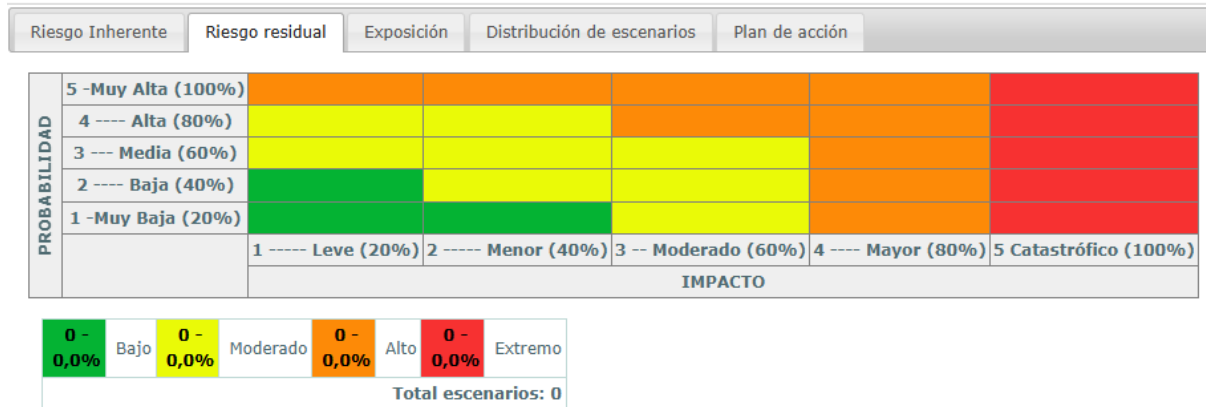 Riesgo Inherente Riesgo residual Exposición Distribución de escenarios Plan de acción
PROBABILIDAD
5 -Muy Alta (100%)
4 ---- Alta (80%)
3 --- Media (60%)
2 ---- Baja (40%)
1 -Muy Baja (20%)
1 ----- Leve (20%) 2 ----- Menor (40%) 3 -- Moderado (60%) 4 ---- Mayor (80%) 5 Catastrófico (100%)
IMPACTO
0 - 0,0% Bajo 0 - 0,0% Moderado 0 - 0,0% Alto 0 - 0,0% Extremo
Total escenarios: 0